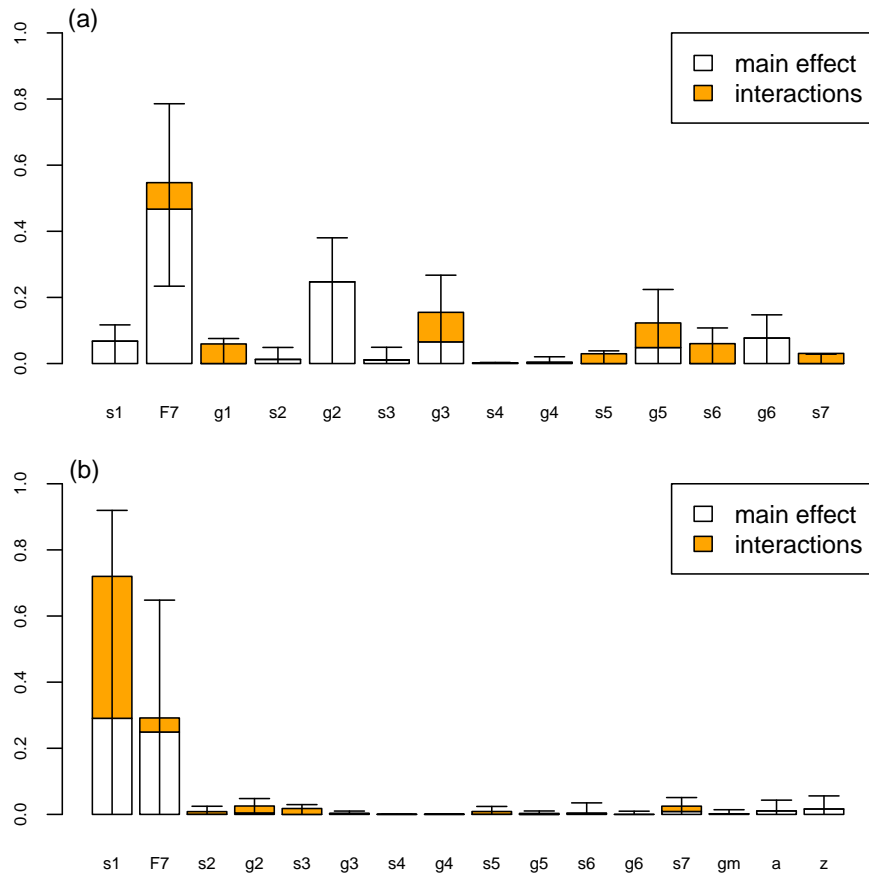 (a)
main effect
interactions
1.0
0.8
0.6
0.4
0.2
0.0
s1 F7 g1 s2 g2 s3 g3 s4 g4 s5 g5 s6 g6 s7
(b)
main effect
interactions
1.0
0.8
0.6
0.4
0.2
0.0
s1 F7 s2 g2 s3 g3 s4 g4 s5 g5 s6 g6 s7 gm a z